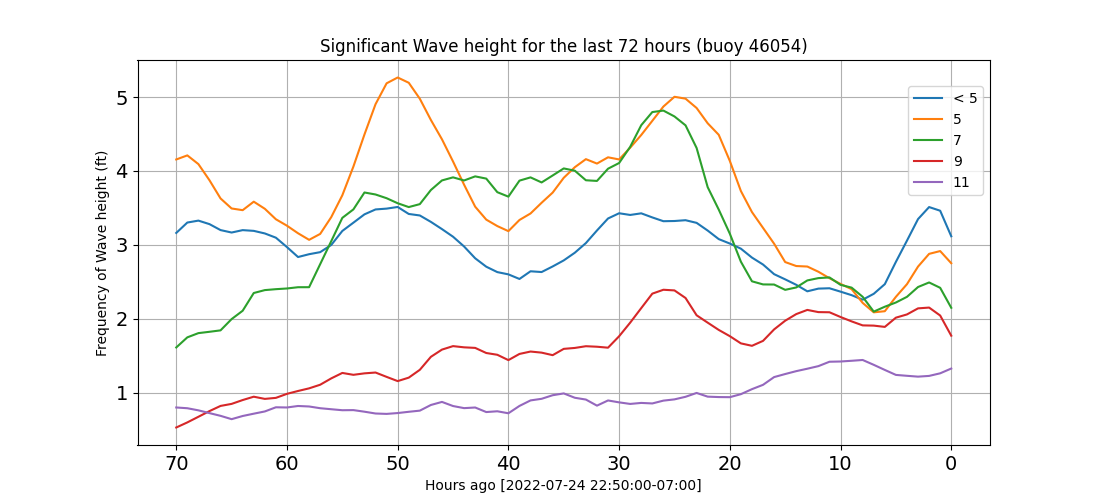 Significant Wave height for the last 72 hours (buoy 46054)
Frequency of Wave height (ft)
5
4
3
2
1
< 5
5
7
9
11
70 60 50 40 30 20 10 0
Hours ago [2022-07-24 22:50:00-07:00]